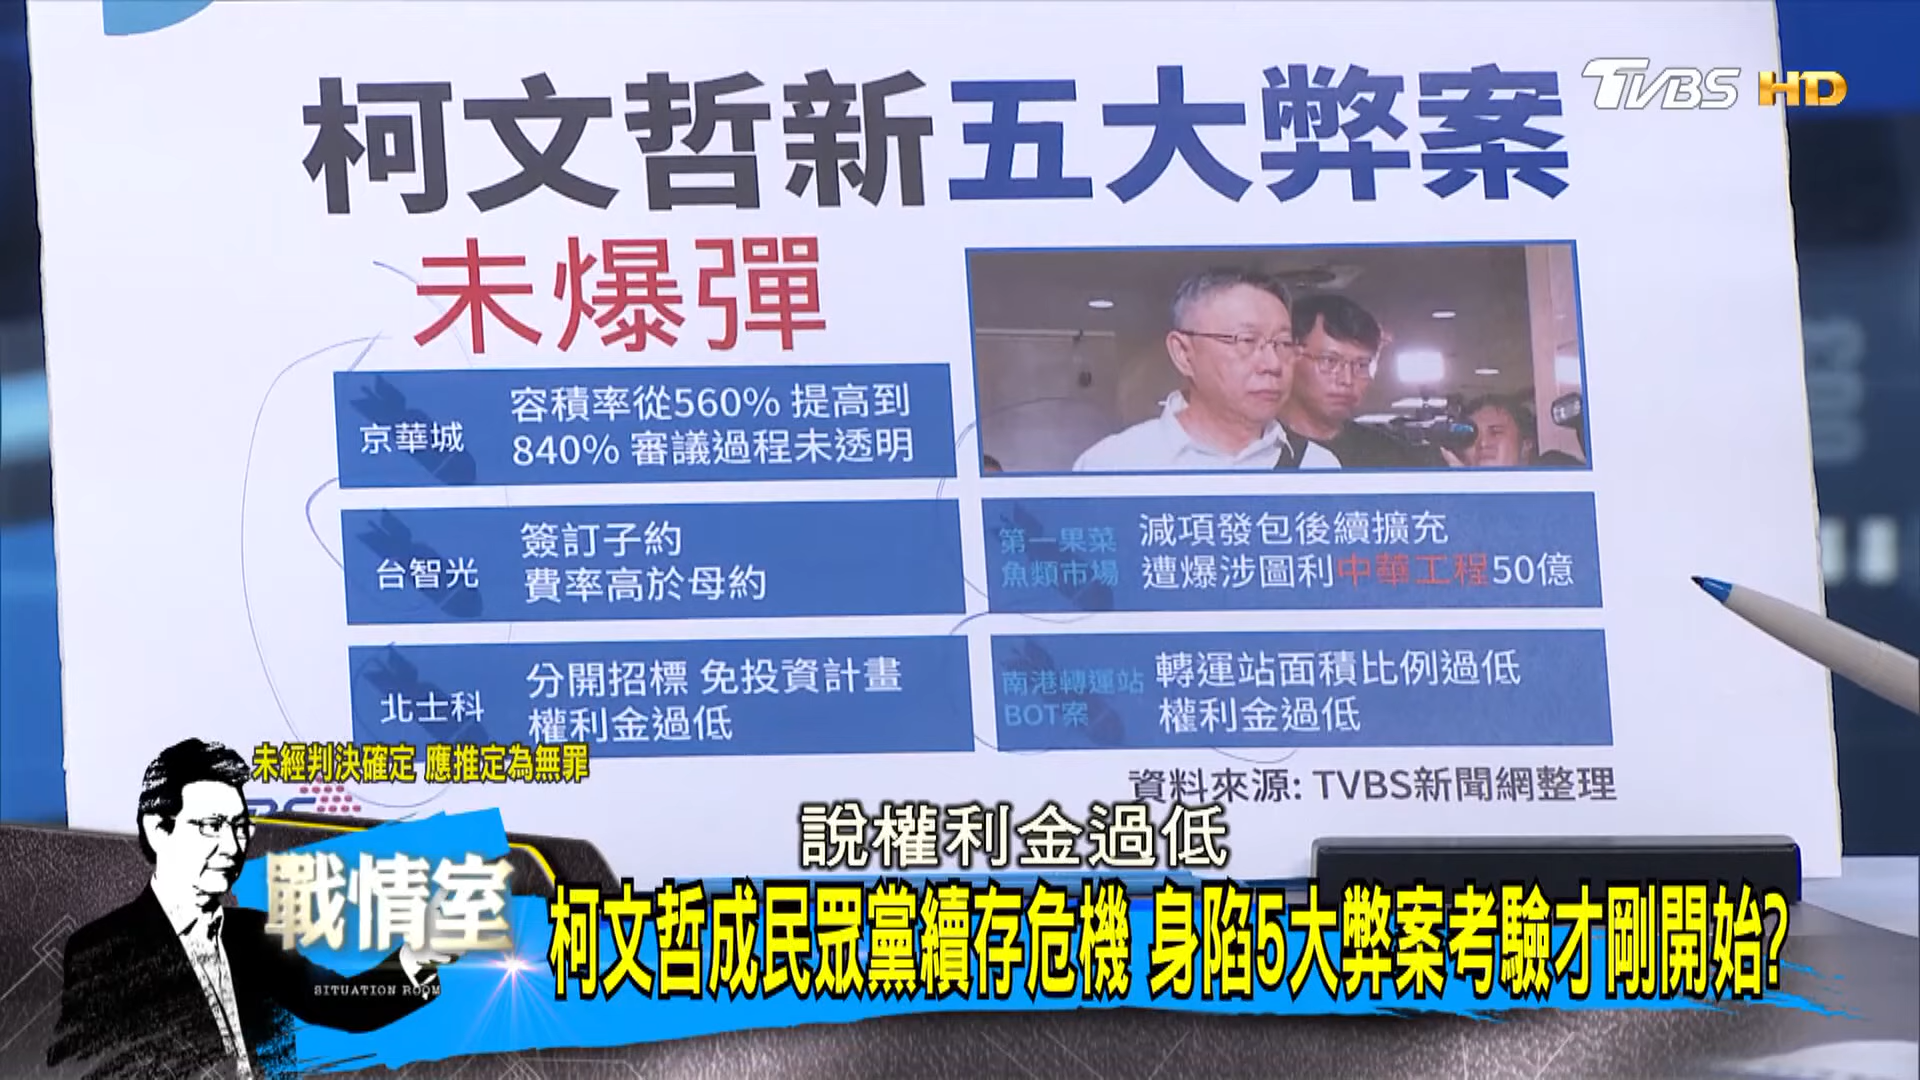 TVBS HD
柯文哲新五大弊案
未爆彈
京華城
容積率從560% 提高到
840% 審議過程未透明
台智光
簽訂子約
費率高於母約
北士科
分開招標 免投資計畫
權利金過低
第一果菜
魚類市場
減項發包後續擴充
遭爆涉圖利中華工程50億
南港轉運站
BOT案
轉運站面積比例過低
權利金過低
資料來源: TVBS新聞網整理
未經判決確定 應推定為無罪
說權利金過低
戰情室
SITUATION ROOM
柯文哲成民眾黨續存危機 身陷5大弊案考驗才剛開始?